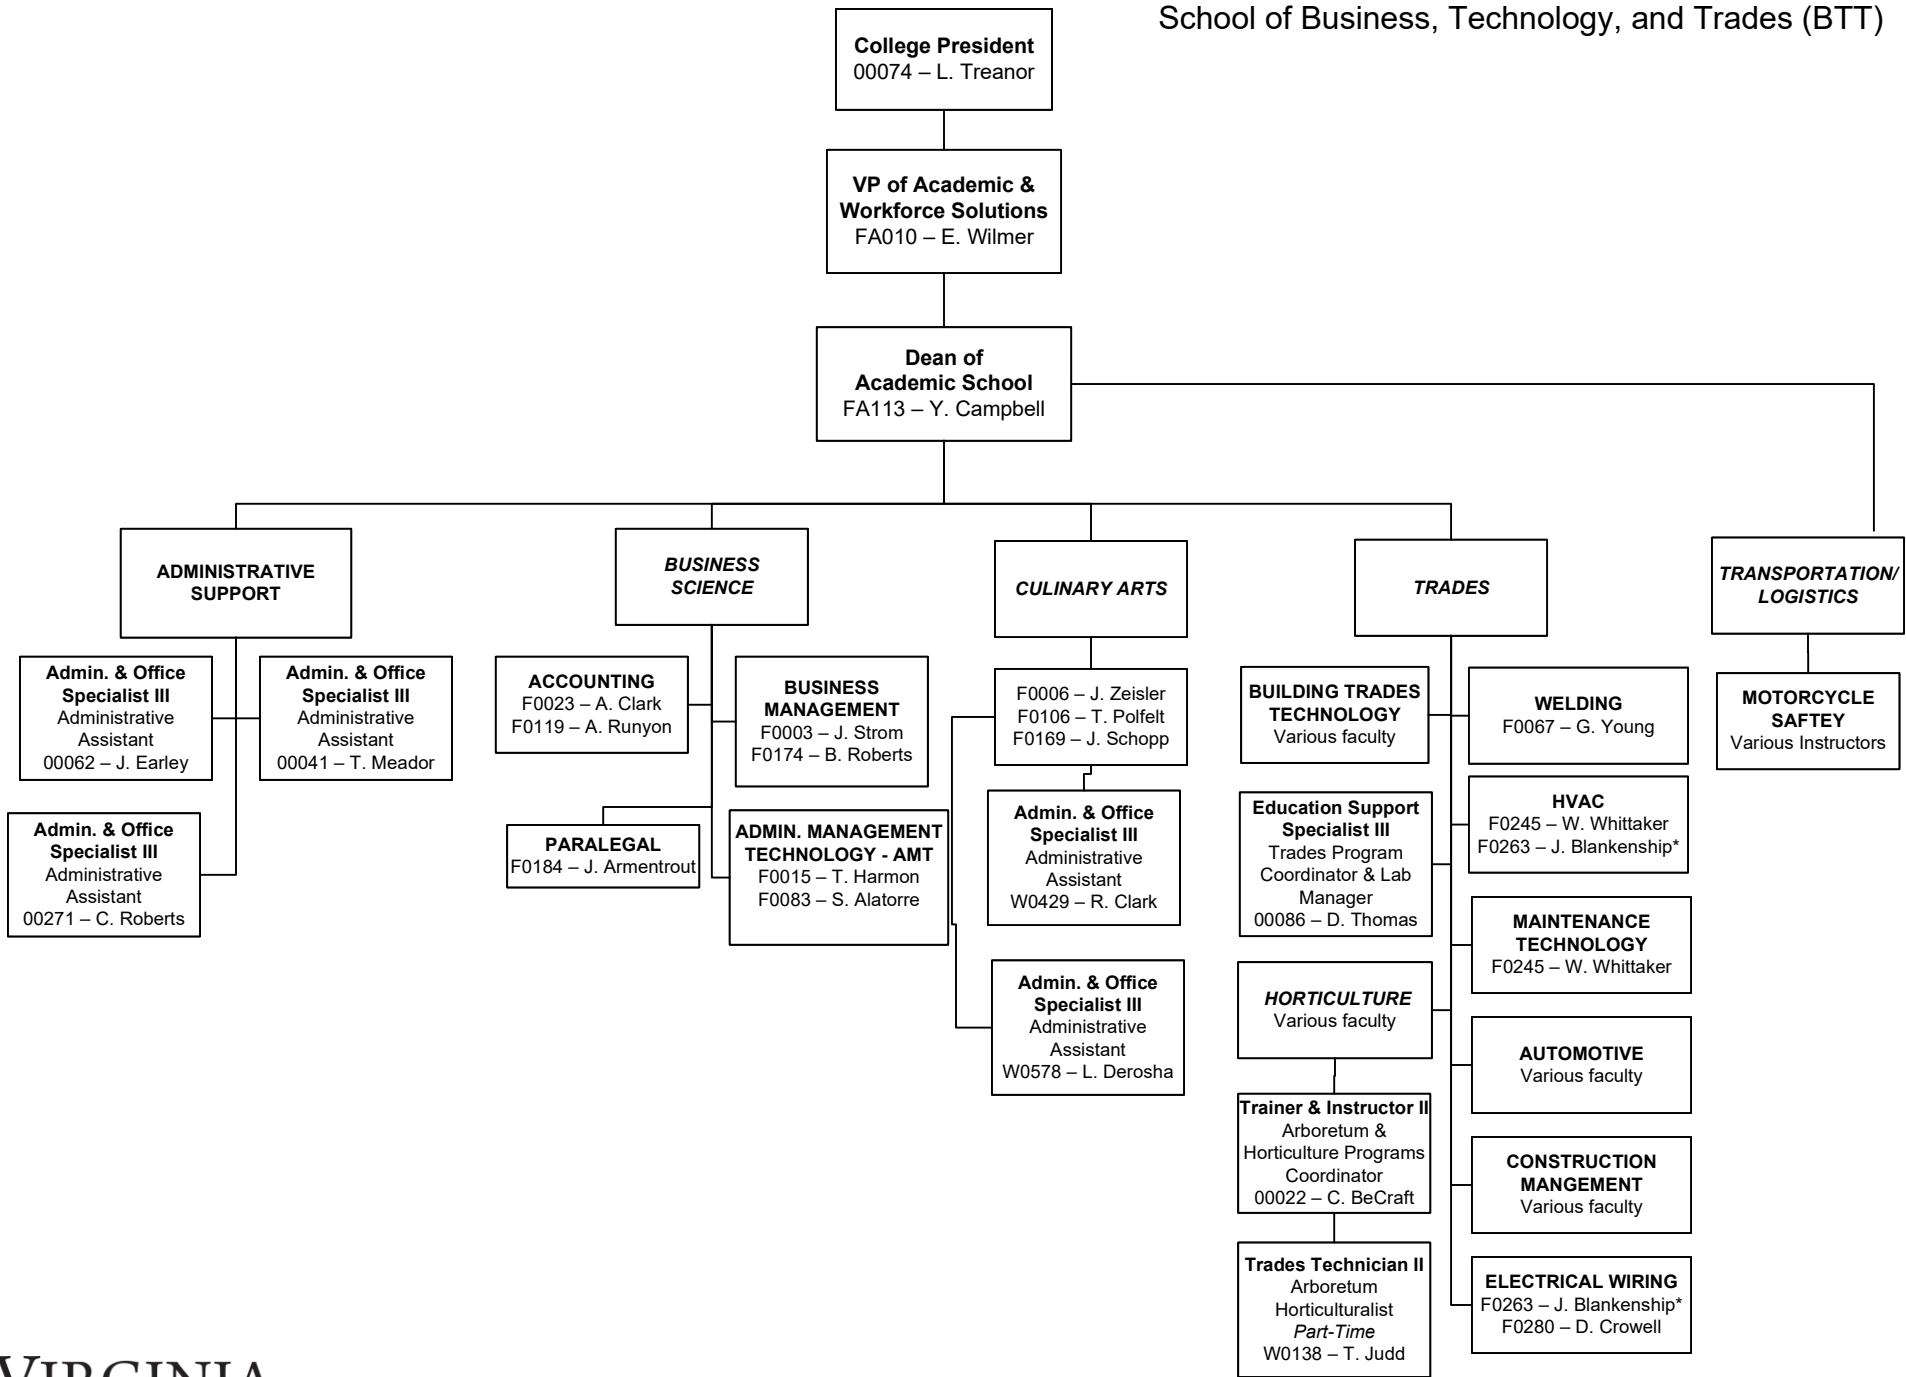 School of Business, Technology, and Trades (BTT)
College President
00074 – L. Treanor
VP of Academic &
Workforce Solutions
FA010 – E. Wilmer
Dean of
Academic School
FA113 – Y. Campbell
ADMINISTRATIVE
SUPPORT
Admin. & Office
Specialist III
Administrative
Assistant
00062 – J. Earley
Admin. & Office
Specialist III
Administrative
Assistant
00041 – T. Meador
Admin. & Office
Specialist III
Administrative
Assistant
00271 – C. Roberts
BUSINESS
SCIENCE
ACCOUNTING
F0023 – A. Clark
F0119 – A. Runyon
BUSINESS
MANAGEMENT
F0003 – J. Strom
F0174 – B. Roberts
PARALEGAL
F0184 – J. Armentrout
ADMIN. MANAGEMENT
TECHNOLOGY - AMT
F0015 – T. Harmon
F0083 – S. Alatorre
CULINARY ARTS
F0006 – J. Zeisler
F0106 – T. Polfelt
F0169 – J. Schopp
Admin. & Office
Specialist III
Administrative
Assistant
W0429 – R. Clark
Admin. & Office
Specialist III
Administrative
Assistant
W0578 – L. Derosha
TRADES
BUILDING TRADES
TECHNOLOGY
Various faculty
Education Support
Specialist III
Trades Program
Coordinator & Lab
Manager
00086 – D. Thomas
HORTICULTURE
Various faculty
Trainer & Instructor II
Arboretum &
Horticulture Programs
Coordinator
00022 – C. BeCraft
Trades Technician II
Arboretum
Horticulturalist
Part-Time
W0138 – T. Judd
WELDING
F0067 – G. Young
HVAC
F0245 – W. Whittaker
F0263 – J. Blankenship*
MAINTENANCE
TECHNOLOGY
F0245 – W. Whittaker
AUTOMOTIVE
Various faculty
CONSTRUCTION
MANGEMENT
Various faculty
ELECTRICAL WIRING
F0263 – J. Blankenship*
F0280 – D. Crowell
TRANSPORTATION/
LOGISTICS
MOTORCYCLE
SAFTEY
Various Instructors
VIRGINIA